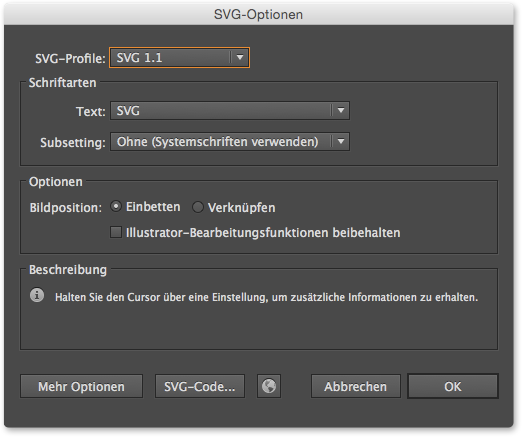 SVG-Optionen
SVG-Profile: SVG 1.1
Schriftarten
Text: SVG
Subsetting: Ohne (Systemschriften verwenden)
Optionen
Bildposition: Einbetten Verknüpfen
Illustrator-Bearbeitungsfunktionen beibehalten
Beschreibung
Halten Sie den Cursor über eine Einstellung, um zusätzliche Informationen zu erhalten.
Mehr Optionen SVG-Code... Abbrechen OK